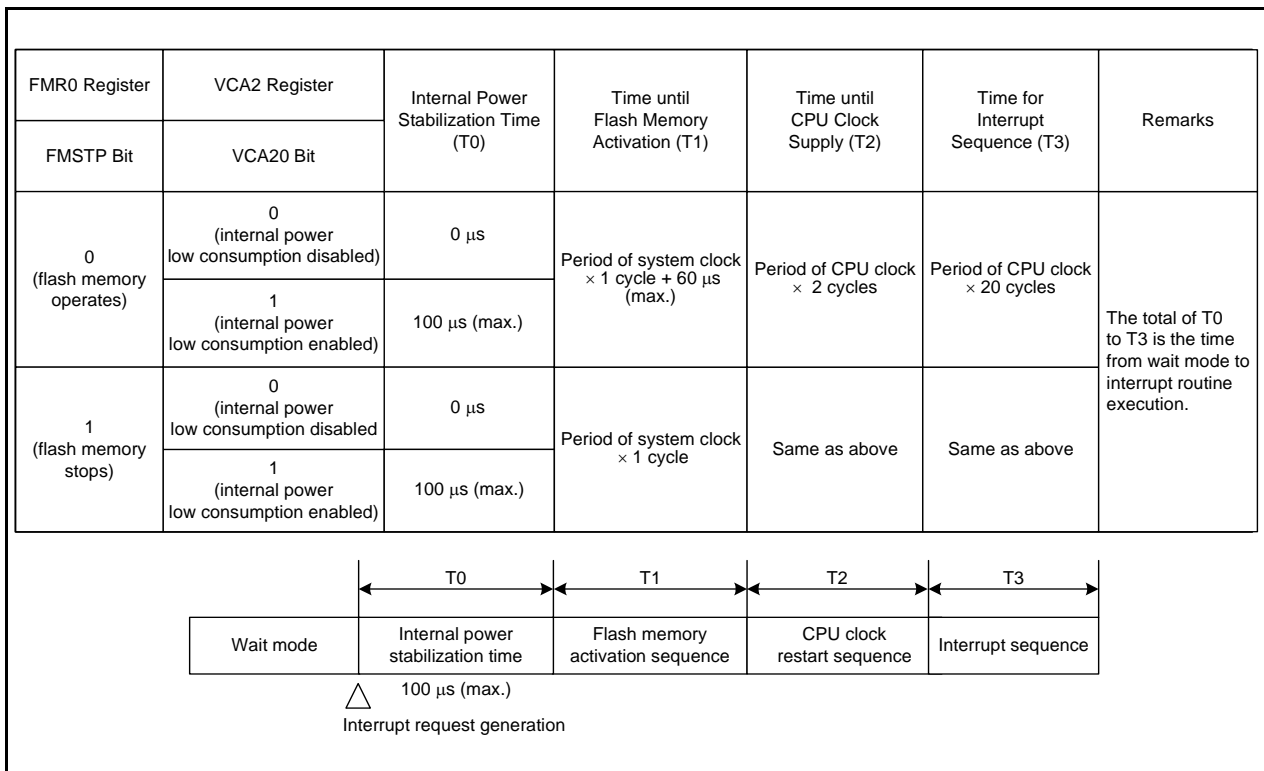 FMR0 Register
VCA2 Register
Internal Power
Stabilization Time
(T0)
Time until
Flash Memory
Activation (T1)
Time until
CPU Clock
Supply (T2)
Time for
Interrupt
Sequence (T3)
Remarks
FMSTP Bit
VCA20 Bit
0
(flash memory
operates)
0
(internal power
low consumption disabled)
0 μs
Period of system clock
× 1 cycle + 60 μs
(max.)
Period of CPU clock
× 2 cycles
Period of CPU clock
× 20 cycles
The total of T0
to T3 is the time
from wait mode to
interrupt routine
execution.
1
(internal power
low consumption enabled)
100 μs (max.)
1
(flash memory
stops)
0
(internal power
low consumption disabled
0 μs
Period of system clock
× 1 cycle
Same as above
Same as above
1
(internal power
low consumption enabled)
100 μs (max.)
T0
T1
T2
T3
Wait mode
Internal power
stabilization time
Flash memory
activation sequence
CPU clock
restart sequence
Interrupt sequence
100 μs (max.)
Interrupt request generation